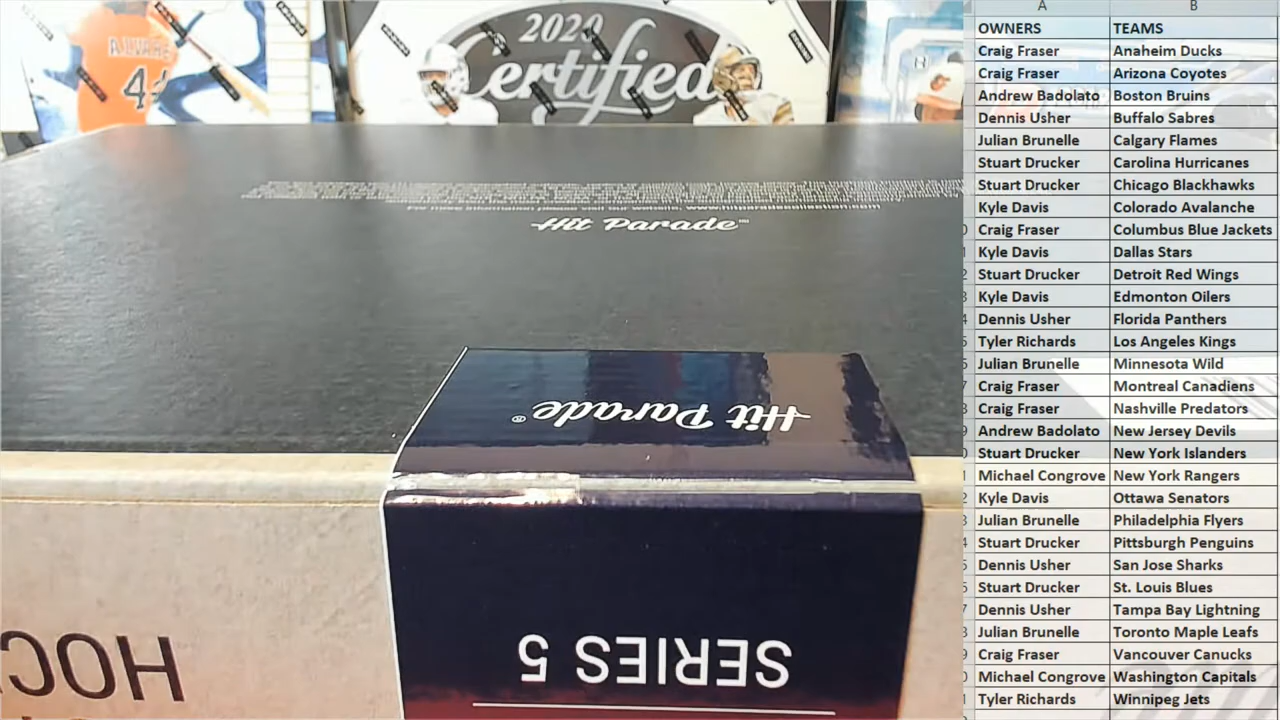 ALVAREZ
44
2020
Certified
Hit Parade™
Hit Parade®
SERIES 5
HOC
A B
OWNERS TEAMS
Craig Fraser Anaheim Ducks
Craig Fraser Arizona Coyotes
Andrew Badolato Boston Bruins
Dennis Usher Buffalo Sabres
Julian Brunelle Calgary Flames
Stuart Drucker Carolina Hurricanes
Stuart Drucker Chicago Blackhawks
Kyle Davis Colorado Avalanche
Craig Fraser Columbus Blue Jackets
Kyle Davis Dallas Stars
Stuart Drucker Detroit Red Wings
Kyle Davis Edmonton Oilers
Dennis Usher Florida Panthers
Tyler Richards Los Angeles Kings
Julian Brunelle Minnesota Wild
Craig Fraser Montreal Canadiens
Craig Fraser Nashville Predators
Andrew Badolato New Jersey Devils
Stuart Drucker New York Islanders
Michael Congrove New York Rangers
Kyle Davis Ottawa Senators
Julian Brunelle Philadelphia Flyers
Stuart Drucker Pittsburgh Penguins
Dennis Usher San Jose Sharks
Stuart Drucker St. Louis Blues
Dennis Usher Tampa Bay Lightning
Julian Brunelle Toronto Maple Leafs
Craig Fraser Vancouver Canucks
Michael Congrove Washington Capitals
Tyler Richards Winnipeg Jets